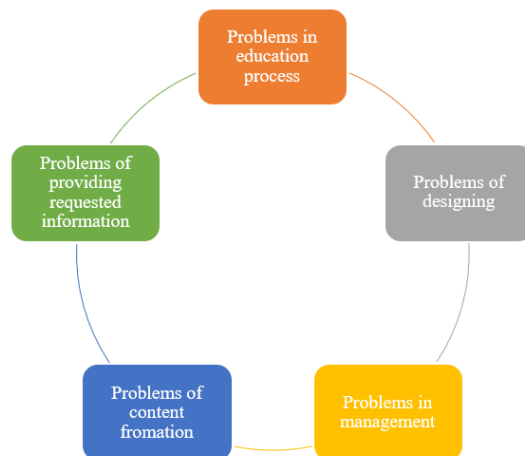 Problems in
education
process
Problems of
designing
Problems in
management
Problems of
content
fromation
Problems of
providing
requested
information